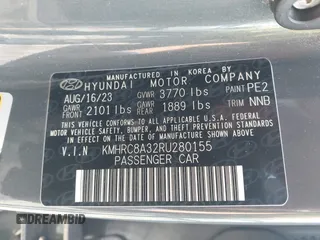 MANUFACTURED IN KOREA BY
HYUNDAI MOTOR COMPANY
AUG/16/23 GVWR 3770 lbs PAINT PE2
GAWR FRONT 2101 lbs GAWR REAR 1889 lbs TRIM NNB
THIS VEHICLE CONFORMS TO ALL APPLICABLE
U.S. FEDERAL MOTOR VEHICLE SAFETY, BUMPER,
AND THEFT PREVENTION STANDARDS IN EFFECT
ON THE DATE OF MANUFACTURE SHOWN ABOVE.
V.I.N KMHRC8A32RU280155
PASSENGER CAR
DREAMBID